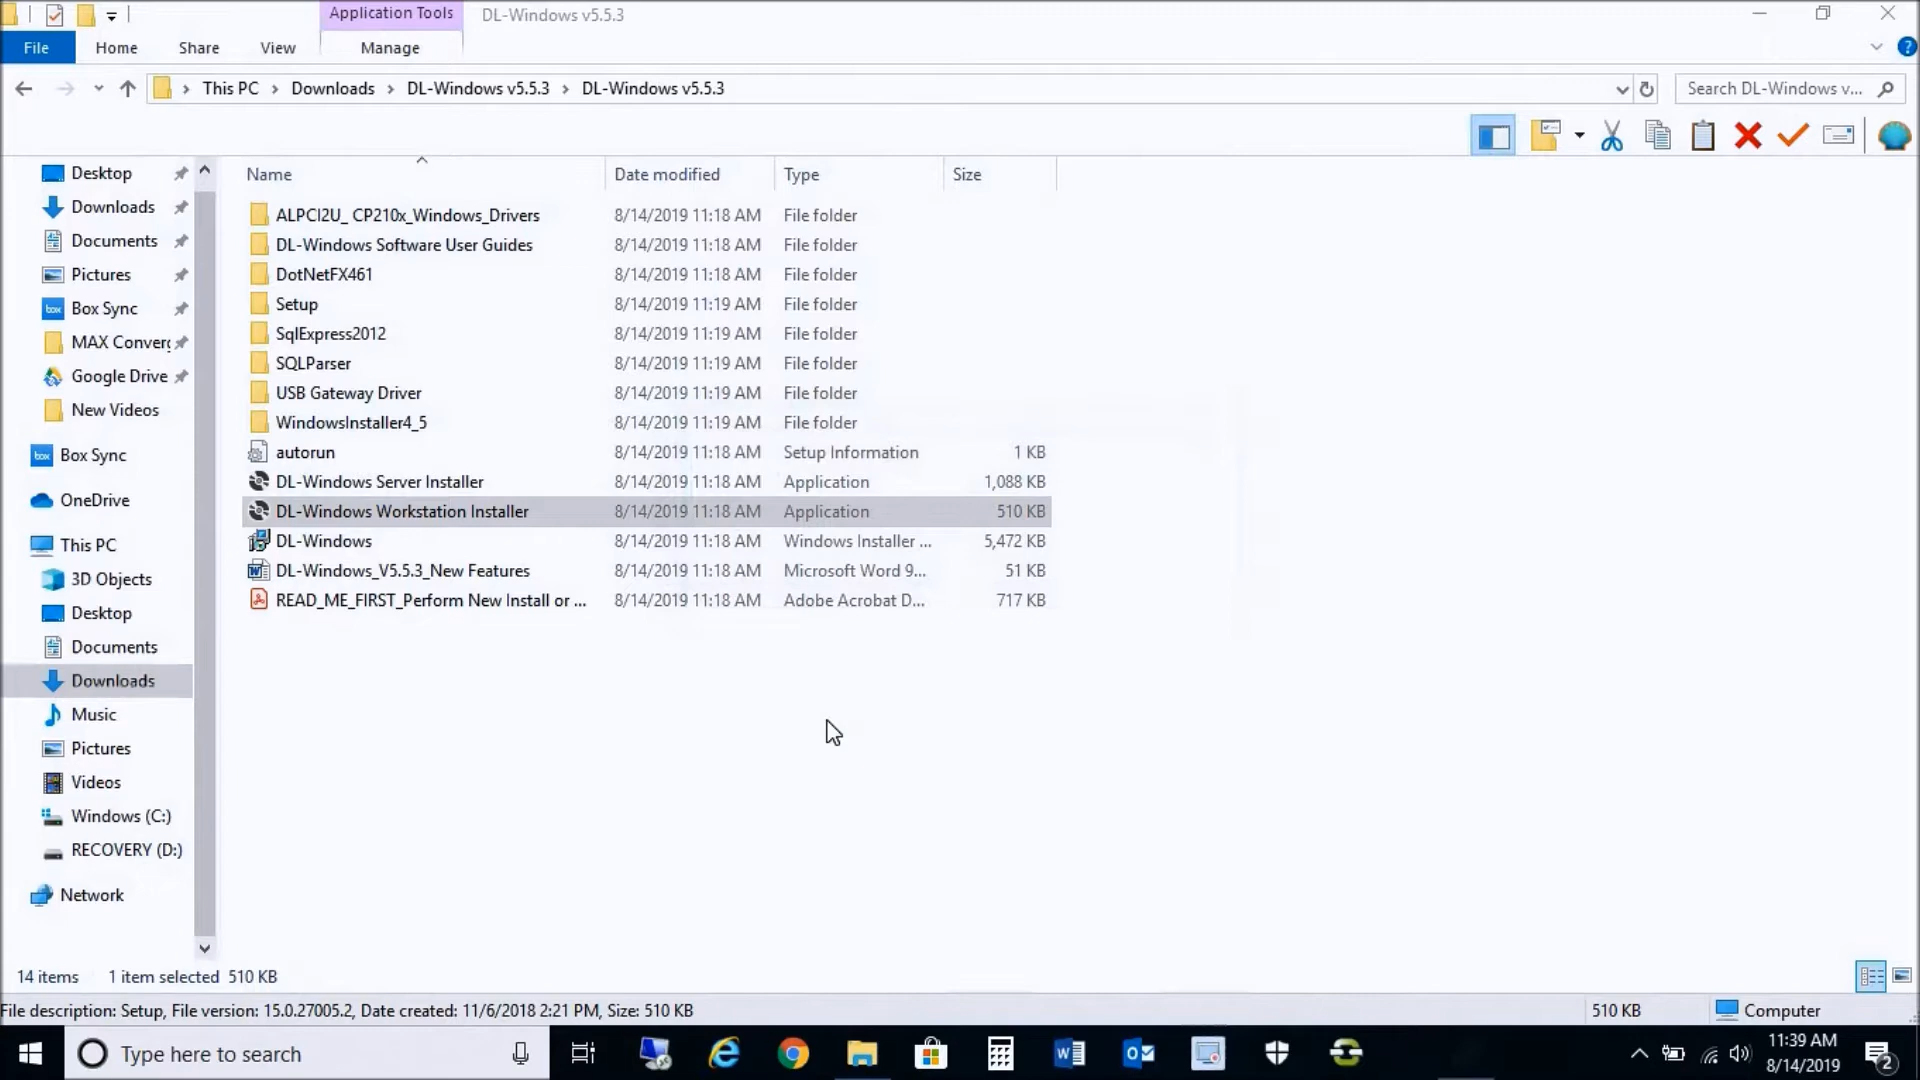 Application Tools DL-Windows v5.5.3
File Home Share View Manage
This PC > Downloads > DL-Windows v5.5.3 > DL-Windows v5.5.3 Search DL-Windows v...
Name Date modified Type Size
Desktop
Downloads
Documents
Pictures
Box Sync
MAX Converg
Google Drive
New Videos
Box Sync
OneDrive
This PC
3D Objects
Desktop
Documents
Downloads
Music
Pictures
Videos
Windows (C:)
RECOVERY (D:)
Network
ALPCI2U_ CP210x_Windows_Drivers 8/14/2019 11:18 AM File folder
DL-Windows Software User Guides 8/14/2019 11:18 AM File folder
DotNetFX461 8/14/2019 11:18 AM File folder
Setup 8/14/2019 11:19 AM File folder
SqlExpress2012 8/14/2019 11:19 AM File folder
SQLParser 8/14/2019 11:19 AM File folder
USB Gateway Driver 8/14/2019 11:19 AM File folder
WindowsInstaller4_5 8/14/2019 11:19 AM File folder
autorun 8/14/2019 11:18 AM Setup Information 1 KB
DL-Windows Server Installer 8/14/2019 11:18 AM Application 1,088 KB
DL-Windows Workstation Installer 8/14/2019 11:18 AM Application 510 KB
DL-Windows 8/14/2019 11:18 AM Windows Installer ... 5,472 KB
DL-Windows_V5.5.3_New Features 8/14/2019 11:18 AM Microsoft Word 9... 51 KB
READ_ME_FIRST_Perform New Install or ... 8/14/2019 11:18 AM Adobe Acrobat D... 717 KB
14 items 1 item selected 510 KB
File description: Setup, File version: 15.0.27005.2, Date created: 11/6/2018 2:21 PM, Size: 510 KB 510 KB Computer
Type here to search
11:39 AM
8/14/2019
2